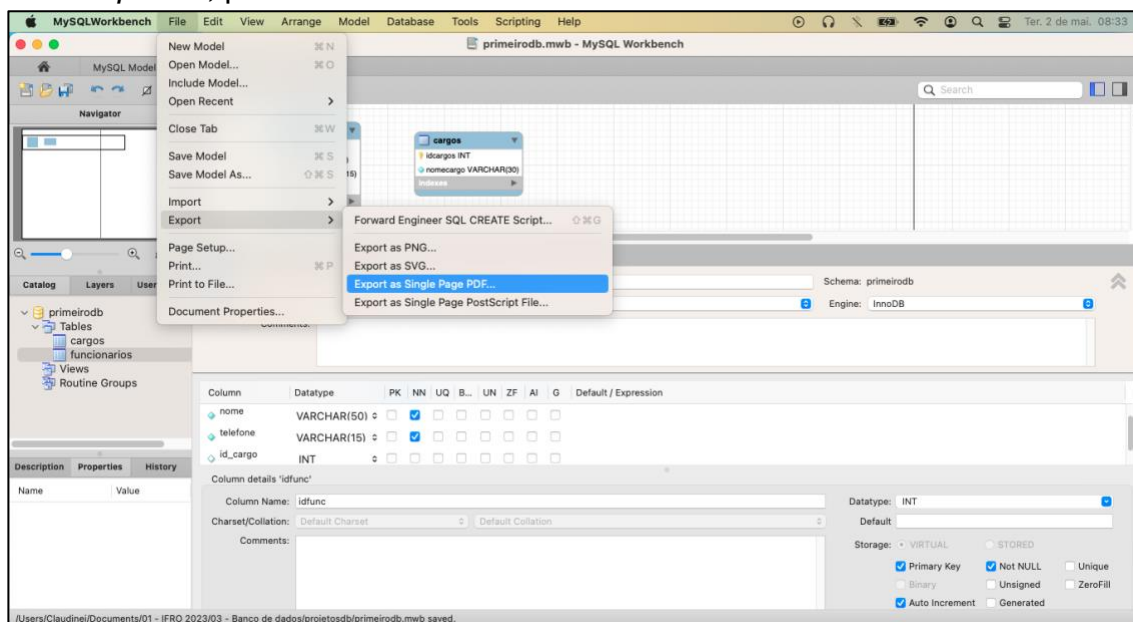 MySQLWorkbench File Edit View Arrange Model Database Tools Scripting Help Ter. 2 de mai. 08:33
primeirodb.mwb - MySQL Workbench
MySQL Model
Search
Navigator
New Model ⌘N
Open Model... ⌘O
Include Model...
Open Recent >
Close Tab ⌘W
Save Model ⌘S
Save Model As... ⇧⌘S
Import >
Export >
Page Setup...
Print... ⌘P
Print to File...
Document Properties...
Forward Engineer SQL CREATE Script... ⇧⌘G
Export as PNG...
Export as SVG...
Export as Single Page PDF...
Export as Single Page PostScript File...
cargos
idcargos INT
nomecargo VARCHAR(30)
Indexes
Catalog Layers User
primeirodb
Tables
cargos
funcionarios
Views
Routine Groups
Schema: primeirodb
Engine: InnoDB
Comments:
Column Datatype PK NN UQ B... UN ZF AI G Default / Expression
nome VARCHAR(50)
telefone VARCHAR(15)
id_cargo INT
Description Properties History
Name Value
Column details 'idfunc'
Column Name: idfunc Datatype: INT
Charset/Collation: Default Charset Default Collation Default
Comments: Storage: VIRTUAL STORED
Primary Key Not NULL Unique
Binary Unsigned ZeroFill
Auto Increment Generated
/Users/Claudinei/Documents/01 - IFRO 2023/03 - Banco de dados/projetosdb/primeirodb.mwb saved.